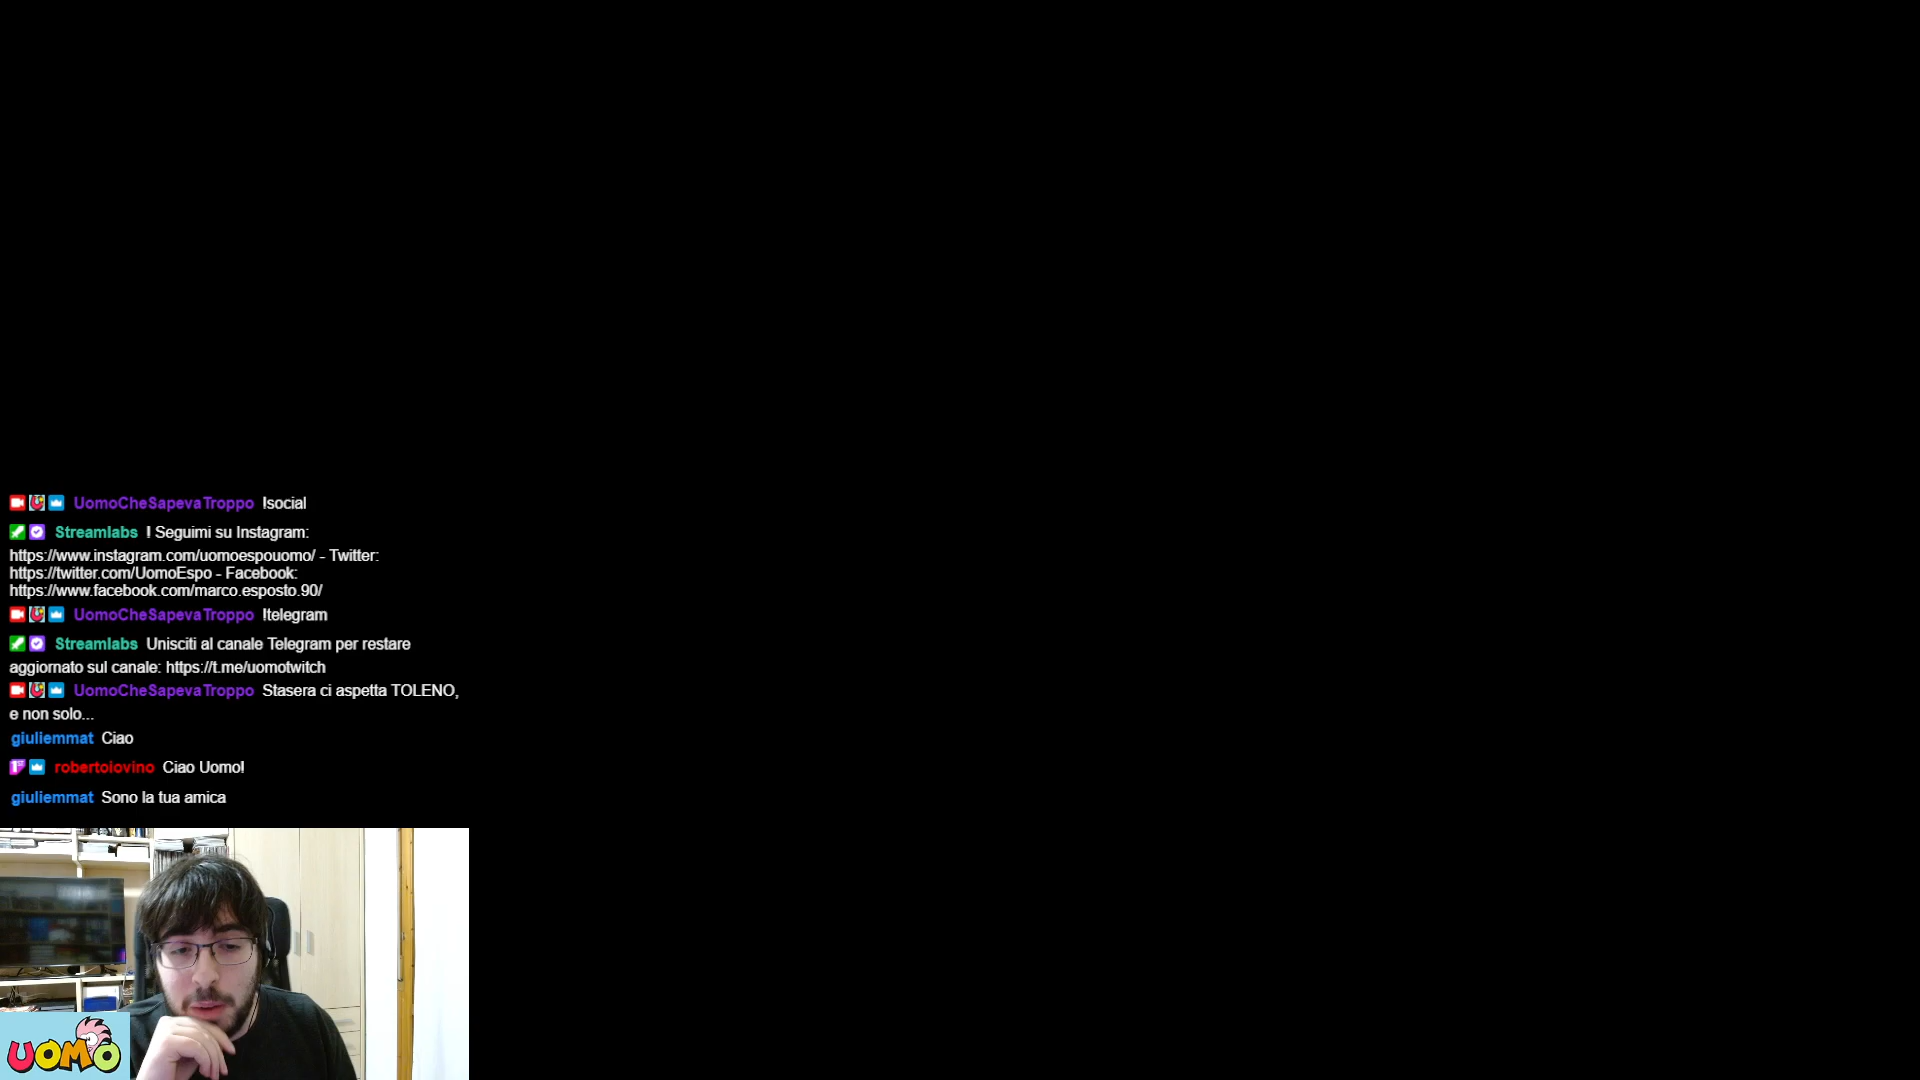 UomoCheSapevaTroppo !social
Streamlabs ! Seguimi su Instagram:
https://www.instagram.com/uomoespouomo/ - Twitter:
https://twitter.com/UomoEspo - Facebook:
https://www.facebook.com/marco.esposto.90/
UomoCheSapevaTroppo !telegram
Streamlabs Unisciti al canale Telegram per restare
aggiornato sul canale: https://t.me/uomotwitch
UomoCheSapevaTroppo Stasera ci aspetta TOLENO,
e non solo...
giuliemmat Ciao
robertoiovino Ciao Uomo!
giuliemmat Sono la tua amica
UOMO